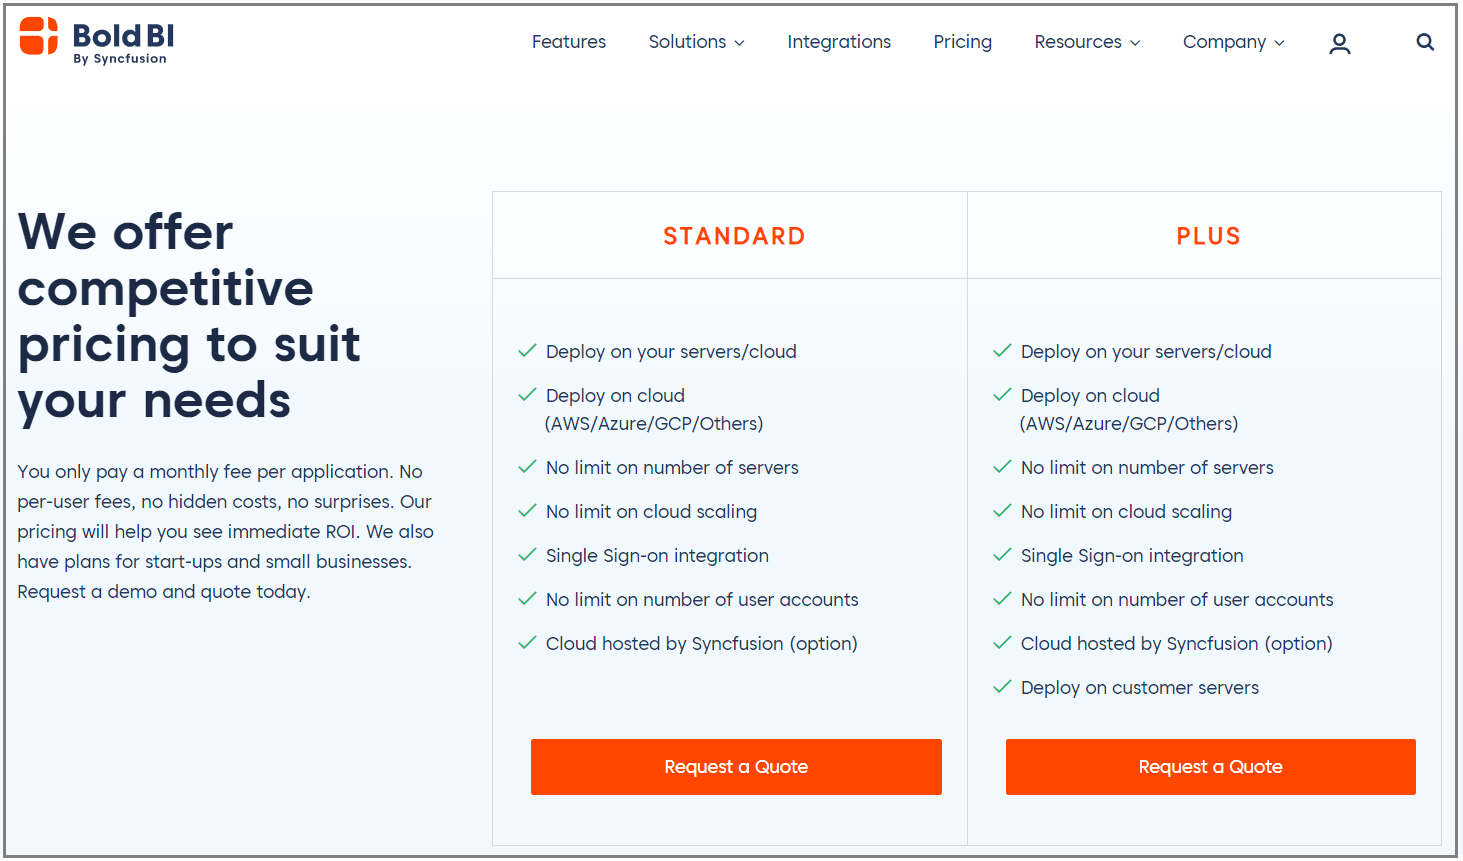 Bold BI
By Syncfusion
Features
Solutions
Integrations
Pricing
Resources
Company
We offer
competitive
pricing to suit
your needs
You only pay a monthly fee per application. No
per-user fees, no hidden costs, no surprises. Our
pricing will help you see immediate ROI. We also
have plans for start-ups and small businesses.
Request a demo and quote today.
STANDARD
Deploy on your servers/cloud
Deploy on cloud
(AWS/Azure/GCP/Others)
No limit on number of servers
No limit on cloud scaling
Single Sign-on integration
No limit on number of user accounts
Cloud hosted by Syncfusion (option)
Request a Quote
PLUS
Deploy on your servers/cloud
Deploy on cloud
(AWS/Azure/GCP/Others)
No limit on number of servers
No limit on cloud scaling
Single Sign-on integration
No limit on number of user accounts
Cloud hosted by Syncfusion (option)
Deploy on customer servers
Request a Quote